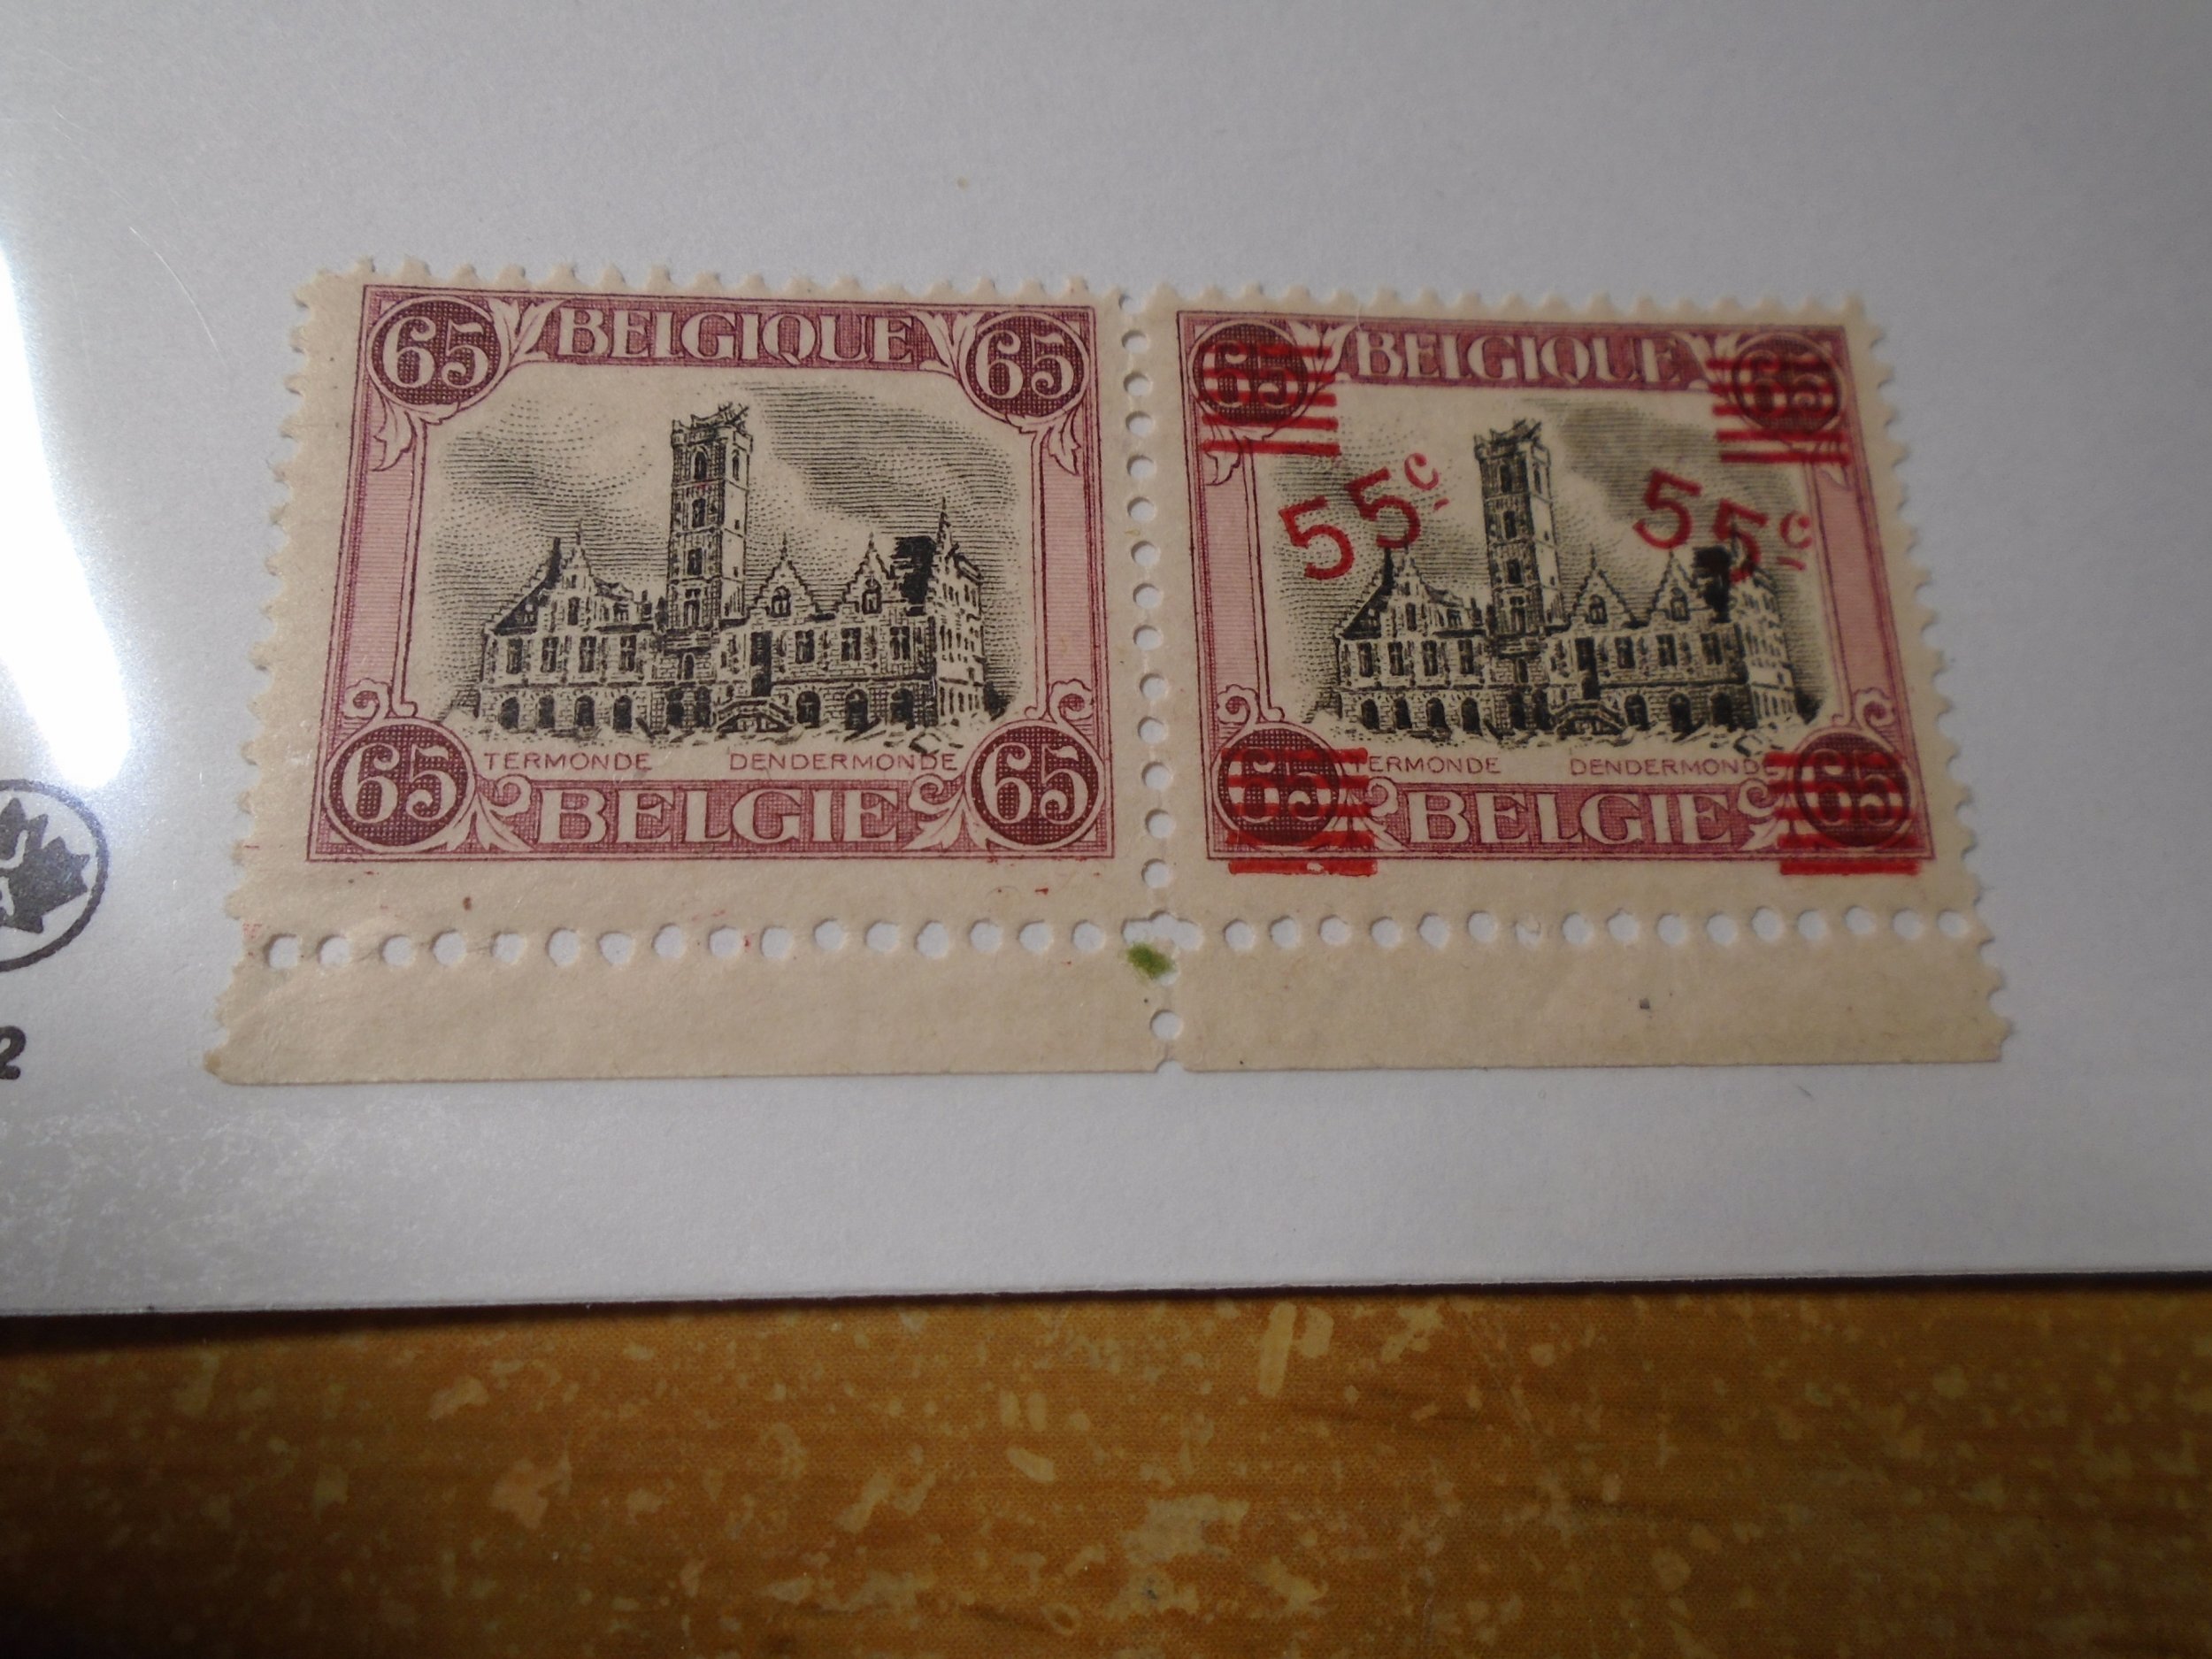 65 BELGIQUE 65
TERMONDE DENDERMONDE
65 BELGIE 65
65 BELGIQUE 65
55c 55c
TERMONDE DENDERMONDE
65 BELGIE 65
2